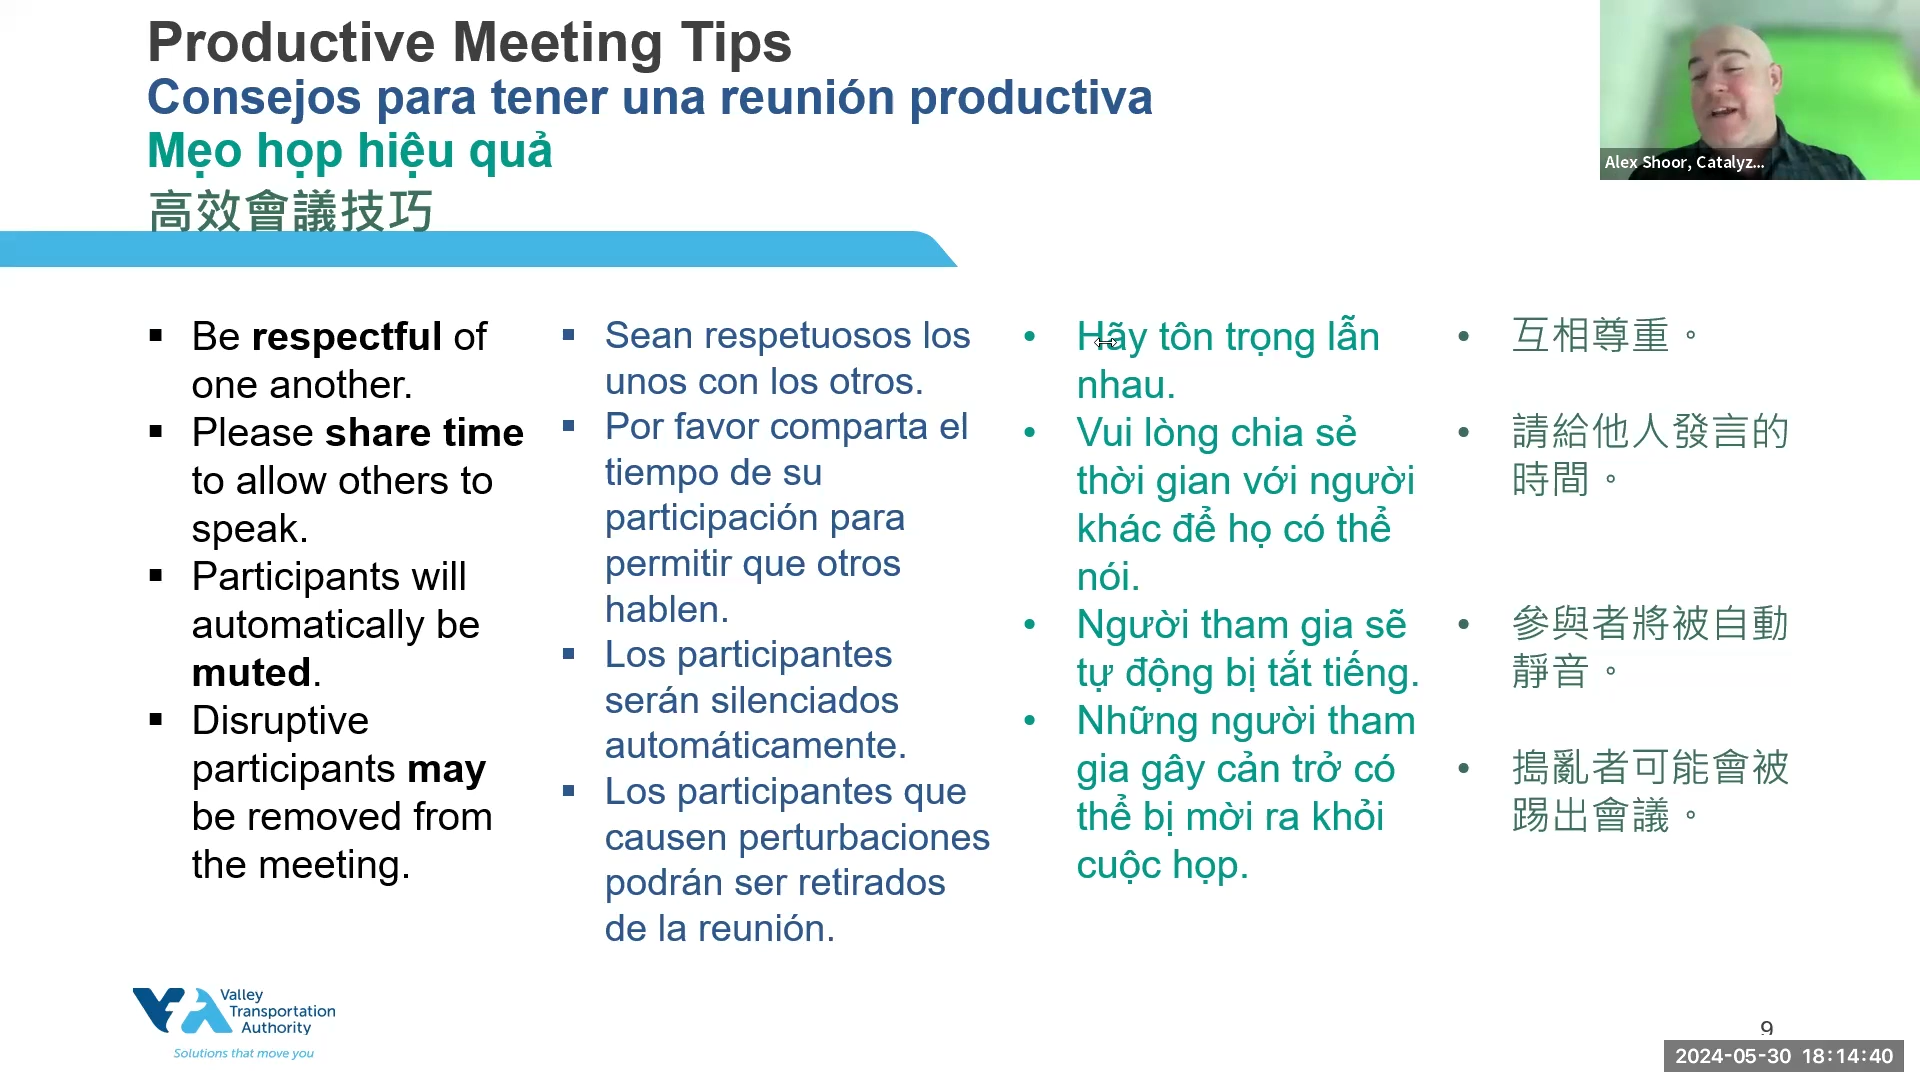 Productive Meeting Tips
Consejos para tener una reunión productiva
Mẹo họp hiệu quả
高效會議技巧
Alex Shoor, Catalyz...
Be respectful of
one another.
Please share time
to allow others to
speak.
Participants will
automatically be
muted.
Disruptive
participants may
be removed from
the meeting.
Sean respetuosos los
unos con los otros.
Por favor comparta el
tiempo de su
participación para
permitir que otros
hablen.
Los participantes
serán silenciados
automáticamente.
Los participantes que
causen perturbaciones
podrán ser retirados
de la reunión.
Hãy tôn trọng lẫn
nhau.
Vui lòng chia sẻ
thời gian với người
khác để họ có thể
nói.
Người tham gia sẽ
tự động bị tắt tiếng.
Những người tham
gia gây cản trở có
thể bị mời ra khỏi
cuộc họp.
互相尊重。
請給他人發言的
時間。
參與者將被自動
靜音。
搗亂者可能會被
踢出會議。
VTA
Valley
Transportation
Authority
Solutions that move you
9
2024-05-30 18:14:40